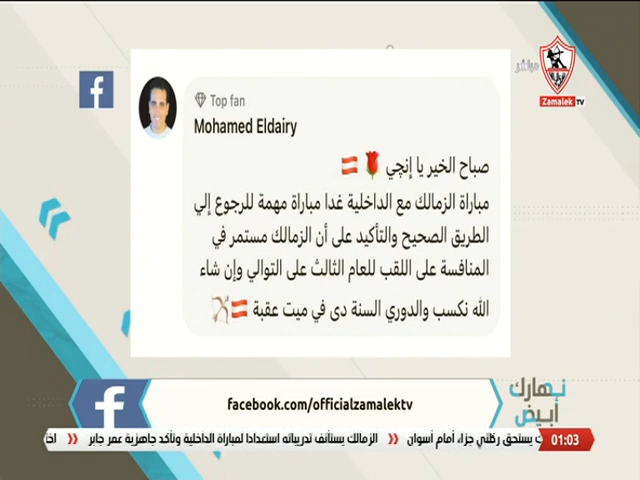 مباشر
Zamalek TV
Top fan
Mohamed Eldairy
صباح الخير يا إنچي 🌹 🇦🇹
مباراة الزمالك مع الداخلية غدا مباراة مهمة للرجوع إلي
الطريق الصحيح والتأكيد على أن الزمالك مستمر في
المنافسة على اللقب للعام الثالث على التوالي وإن شاء
الله نكسب والدوري السنة دى في ميت عقبة 🇦🇹🏹
نهارك
أبيض
facebook.com/officialzamalektv
ت يستحق ركلتي جزاء أمام أسوان » الزمالك يستأنف تدريباته استعدادا لمباراة الداخلية وتأكد جاهزية عمر جابر » اخت
01:03